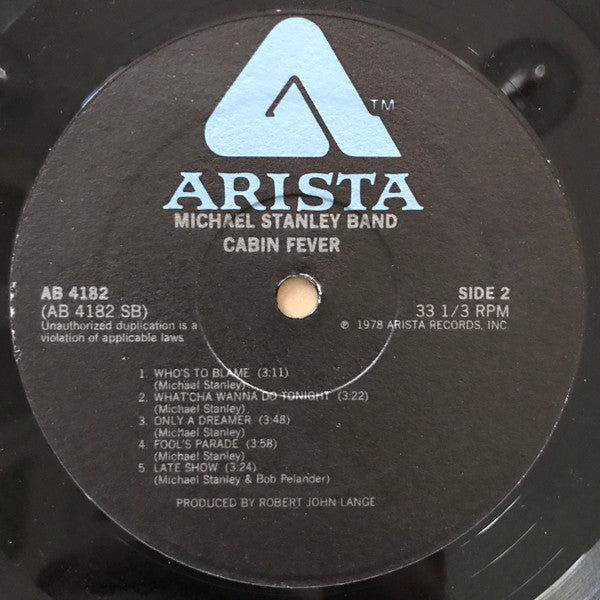 TM
ARISTA
MICHAEL STANLEY BAND
CABIN FEVER
AB 4182
(AB 4182 SB)
Unauthorized duplication is a
violation of applicable laws
SIDE 2
33 1/3 RPM
℗ 1978 ARISTA RECORDS, INC.
1. WHO'S TO BLAME (3:11)
(Michael Stanley)
2. WHAT'CHA WANNA DO TONIGHT (3:22)
(Michael Stanley)
3. ONLY A DREAMER (3:48)
(Michael Stanley)
4. FOOL'S PARADE (3:58)
(Michael Stanley)
5. LATE SHOW (3:24)
(Michael Stanley & Bob Pelander)
PRODUCED BY ROBERT JOHN LANGE